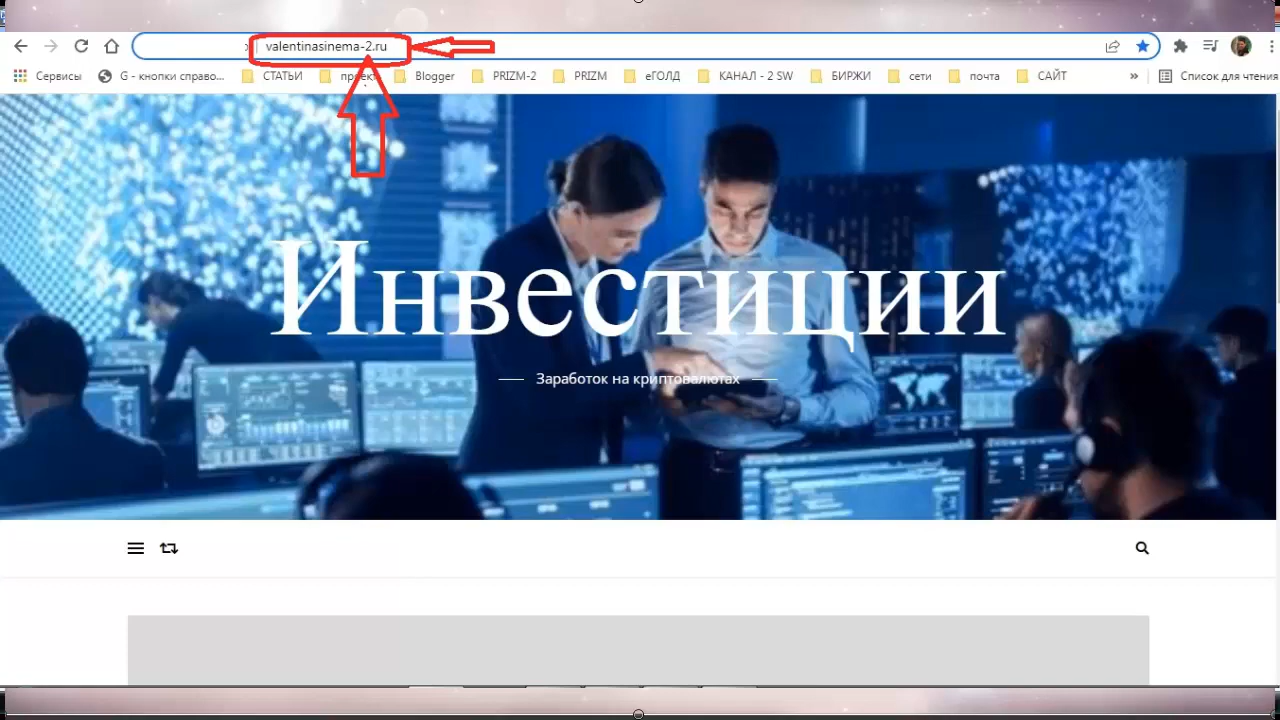 valentinasinema-2.ru
Сервисы G - кнопки справо... СТАТЬИ проект Blogger PRIZM-2 PRIZM еГОЛД КАНАЛ - 2 SW БИРЖИ сети почта САЙТ » Список для чтения
Инвестиции
Заработок на криптовалютах